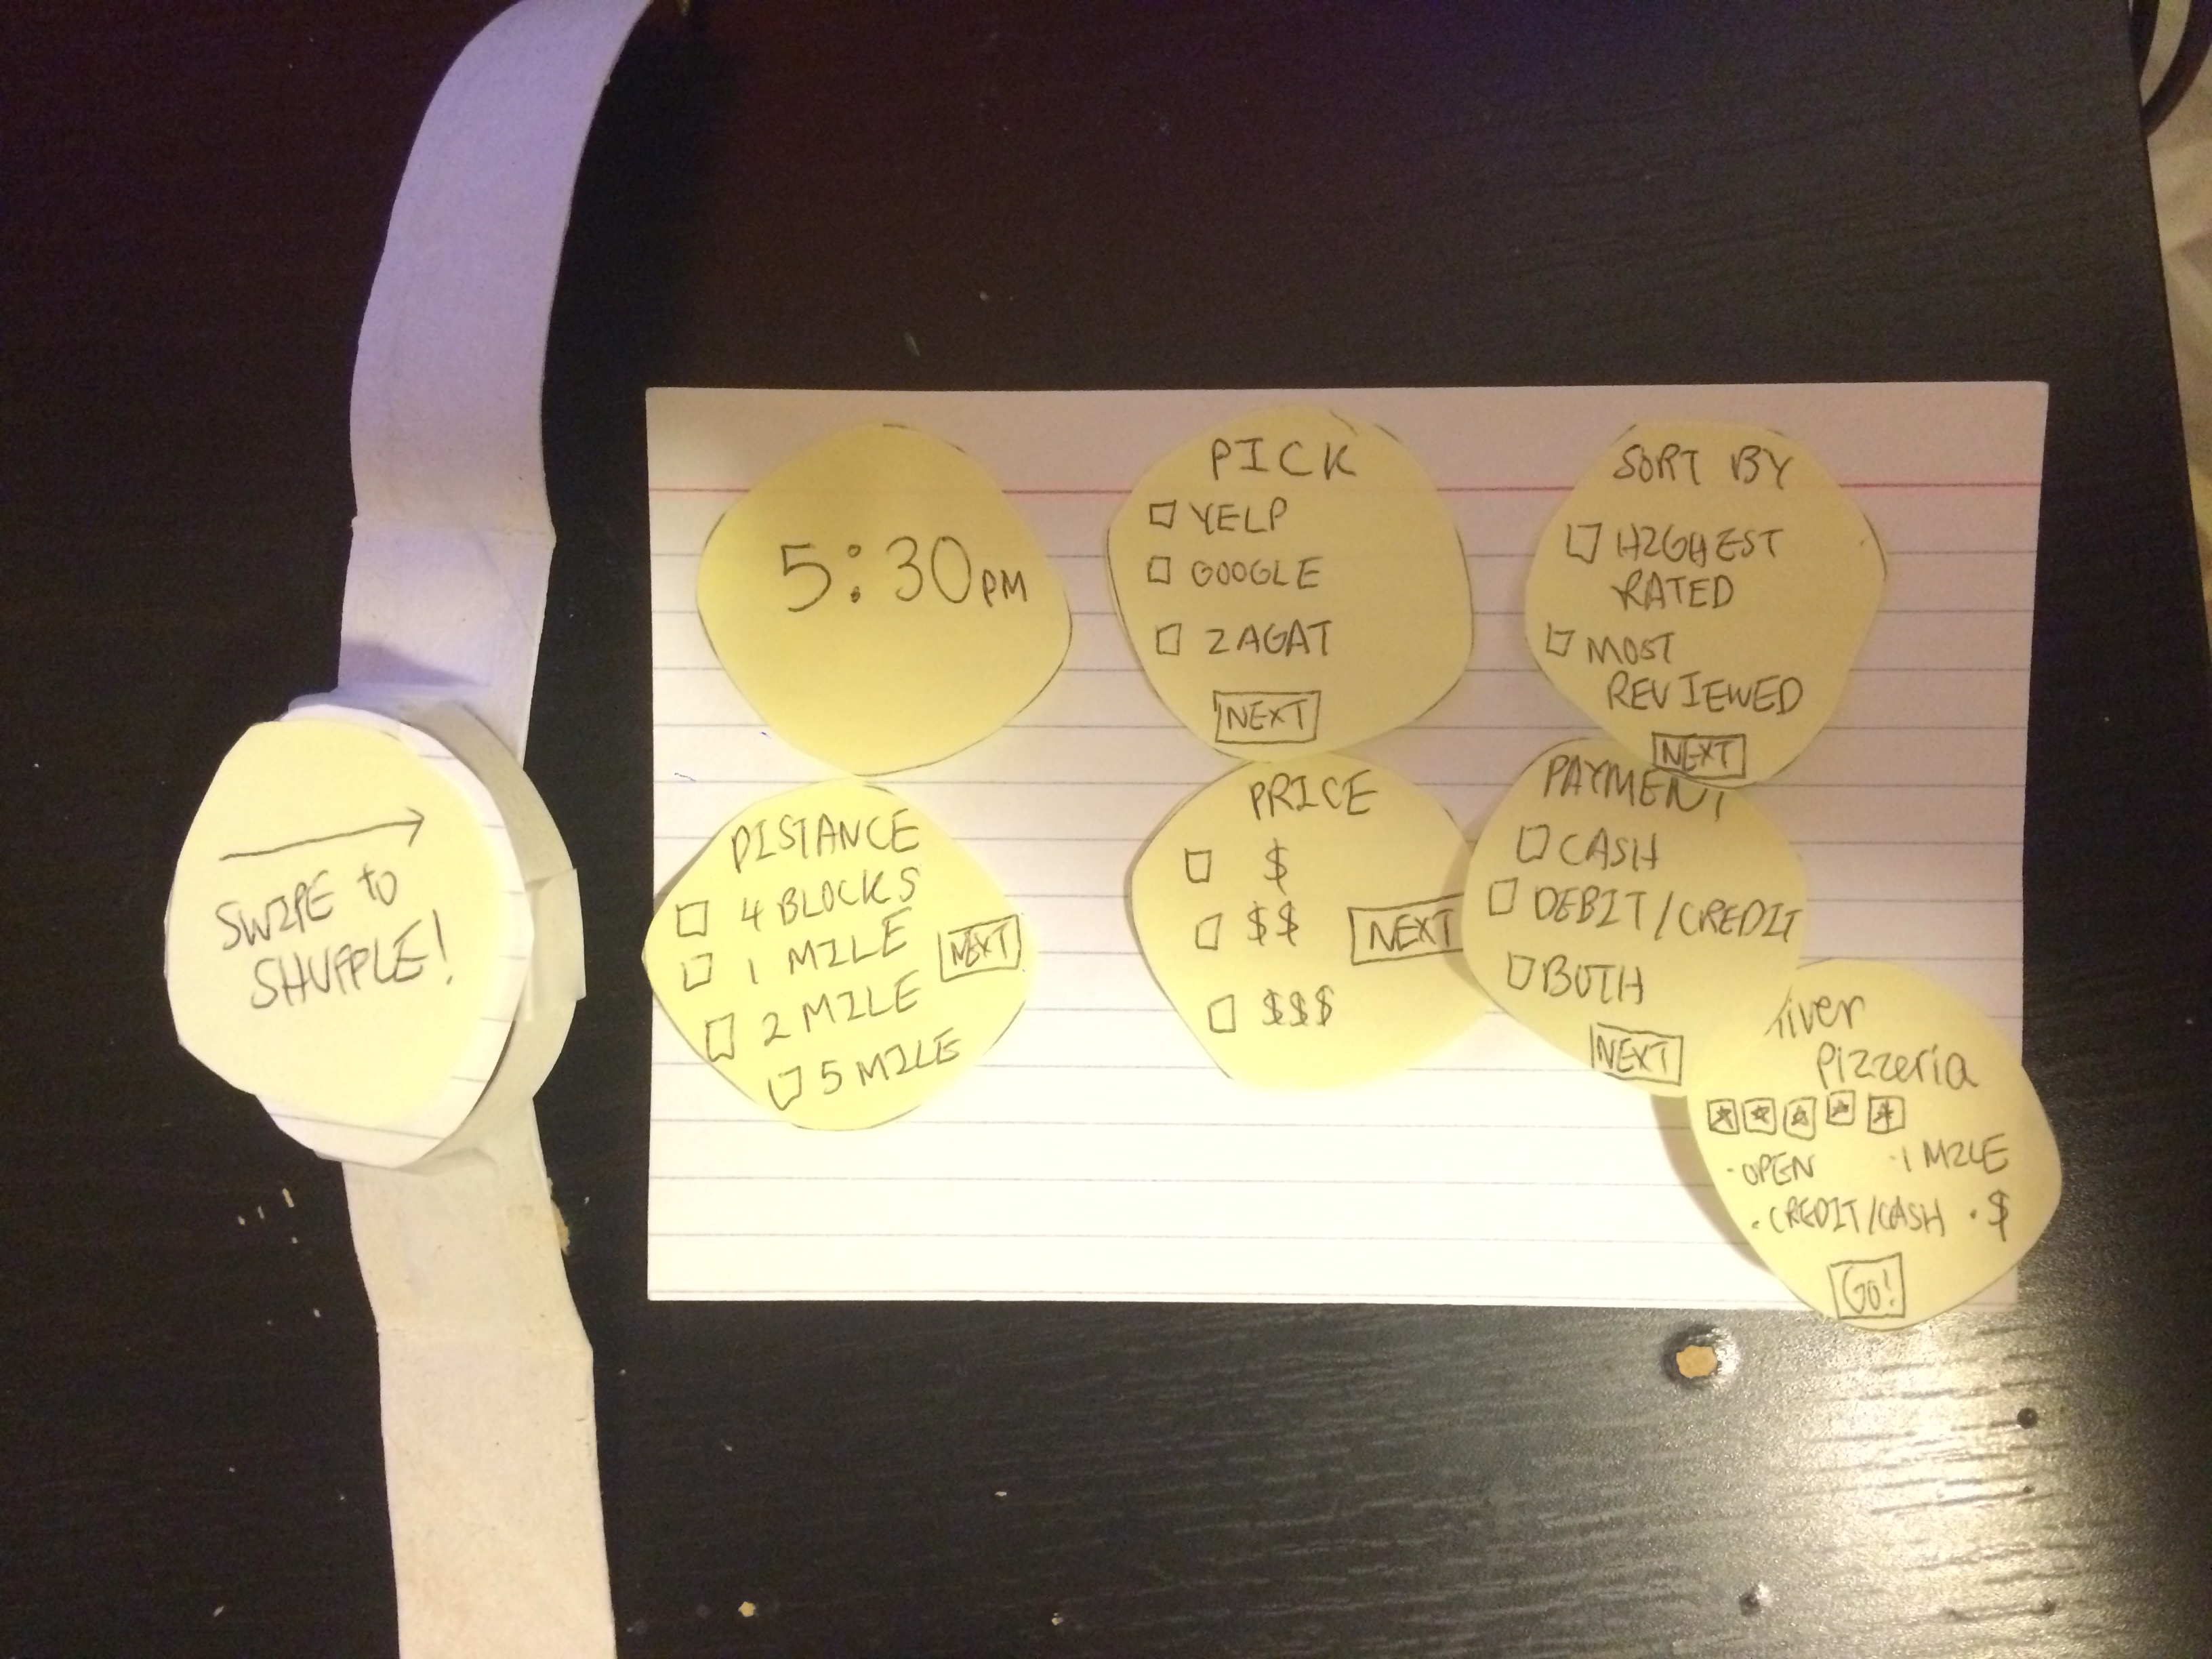 SWIPE to
SHUFFLE!
5:30PM
PICK
YELP
GOOGLE
ZAGAT
NEXT
SORT BY
HIGHEST
RATED
MOST
REVIEWED
NEXT
DISTANCE
4 BLOCKS
1 MILE
2 MILE
5 MILE
NEXT
PRICE
$
$$
$$$
NEXT
PAYMENT
CASH
DEBIT/CREDIT
BOTH
NEXT
Pizzeria
·OPEN ·1 MILE
·CREDIT/CASH ·$
GO!